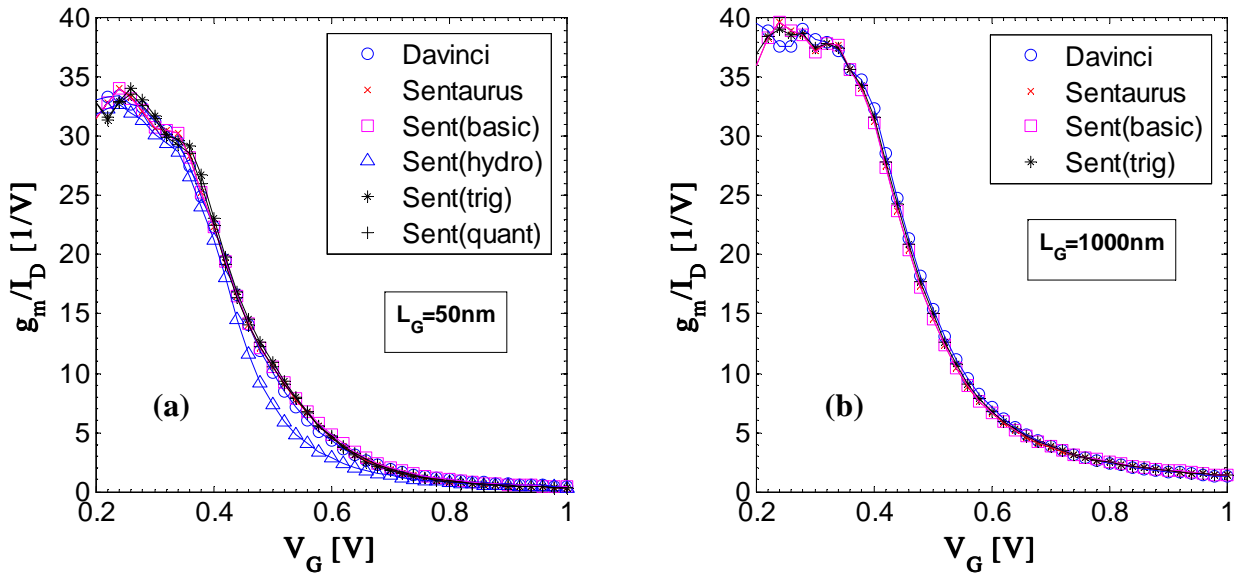 40
35
30
25
20
15
10
5
0
g_m/I_D [1/V]
Davinci
Sentaurus
Sent(basic)
Sent(hydro)
Sent(trig)
Sent(quant)
L_G=50nm
(a)
0.2 0.4 0.6 0.8 1
V_G [V]
40
35
30
25
20
15
10
5
0
g_m/I_D [1/V]
Davinci
Sentaurus
Sent(basic)
Sent(trig)
L_G=1000nm
(b)
0.2 0.4 0.6 0.8 1
V_G [V]